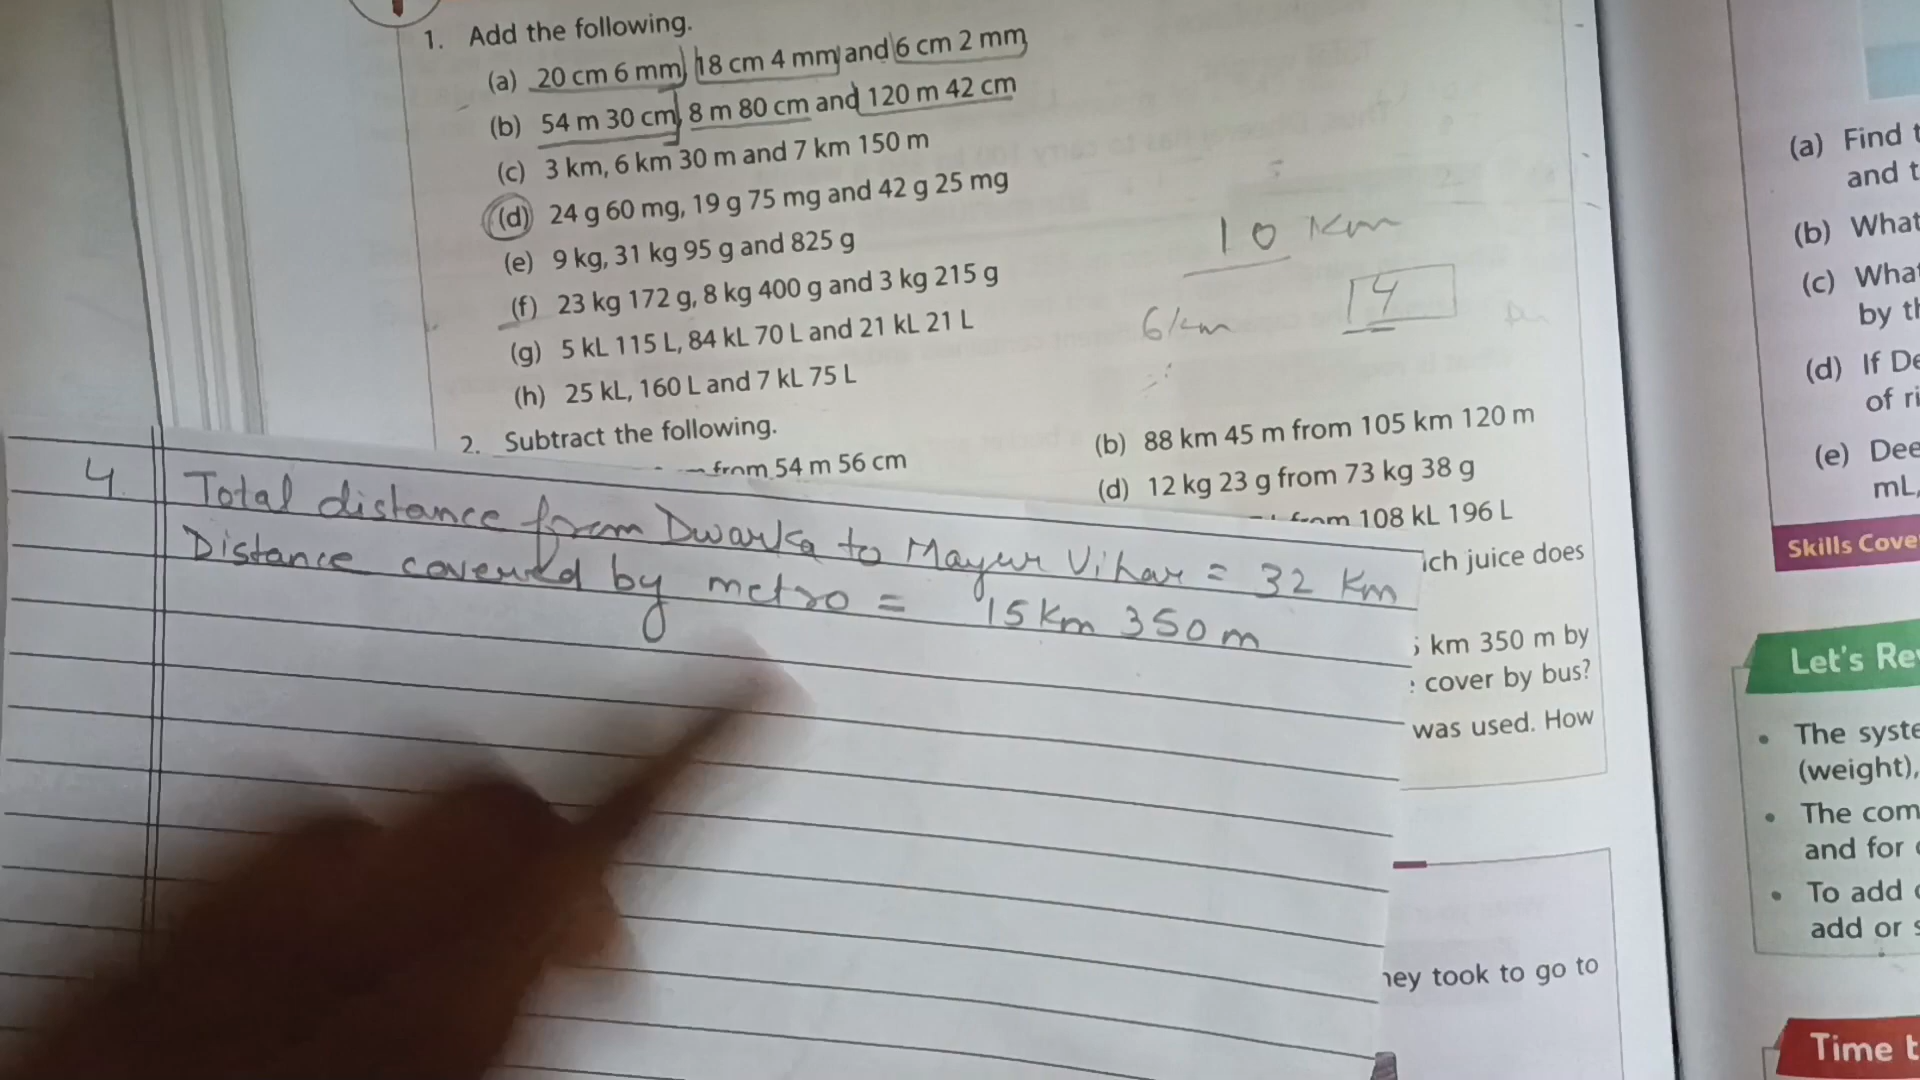 1. Add the following.
(a) 20 cm 6 mm, 18 cm 4 mm and 6 cm 2 mm
(b) 54 m 30 cm, 8 m 80 cm and 120 m 42 cm
(c) 3 km, 6 km 30 m and 7 km 150 m
(d) 24 g 60 mg, 19 g 75 mg and 42 g 25 mg
(e) 9 kg, 31 kg 95 g and 825 g
(f) 23 kg 172 g, 8 kg 400 g and 3 kg 215 g
(g) 5 kL 115 L, 84 kL 70 L and 21 kL 21 L
(h) 25 kL, 160 L and 7 kL 75 L
10 Km
6 km
14
2. Subtract the following.
from 54 m 56 cm
(b) 88 km 45 m from 105 km 120 m
(d) 12 kg 23 g from 73 kg 38 g
from 108 kL 196 L
ich juice does
km 350 m by
cover by bus?
was used. How
hey took to go to
4. Total distance from Dwarka to Mayur Vihar = 32 Km
Distance covered by metro = 15 Km 350 m
(a) Find
and t
(b) What
(c) What
by th
(d) If De
of ri
(e) Dee
mL,
Skills Cove
Let's Re
• The syste
(weight),
• The com
and for
• To add
add or s
Time t